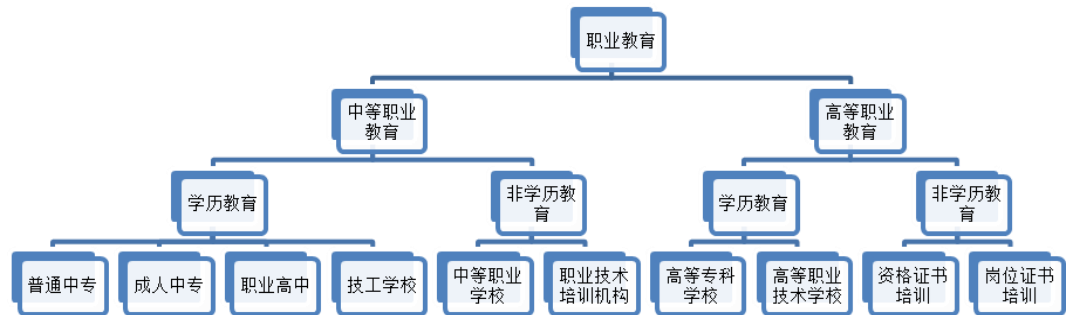 职业教育
中等职业
教育
高等职业
教育
学历教育
非学历教
育
学历教育
非学历教
育
普通中专
成人中专
职业高中
技工学校
中等职业
学校
职业技术
培训机构
高等专科
学校
高等职业
技术学校
资格证书
培训
岗位证书
培训